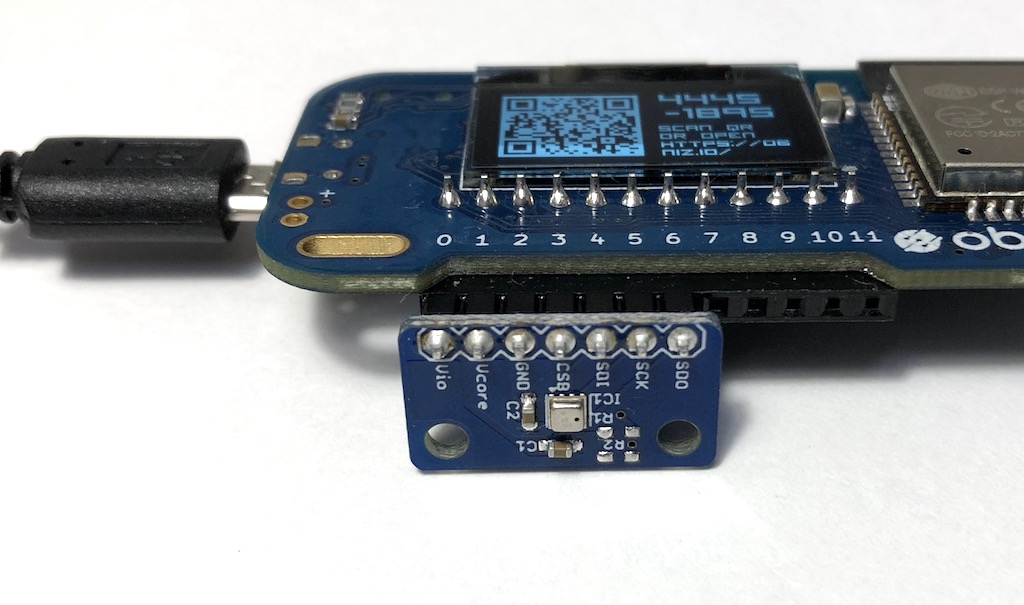 4445
-1895
SCAN QR
OR OPEN
HTTPS://OB
NIZ.IO/
+
0 1 2 3 4 5 6 7 8 9 10 11
ob
Vio Vcore GND CSB SDI SCK SDO
IC1
R1
C2
R2
C1